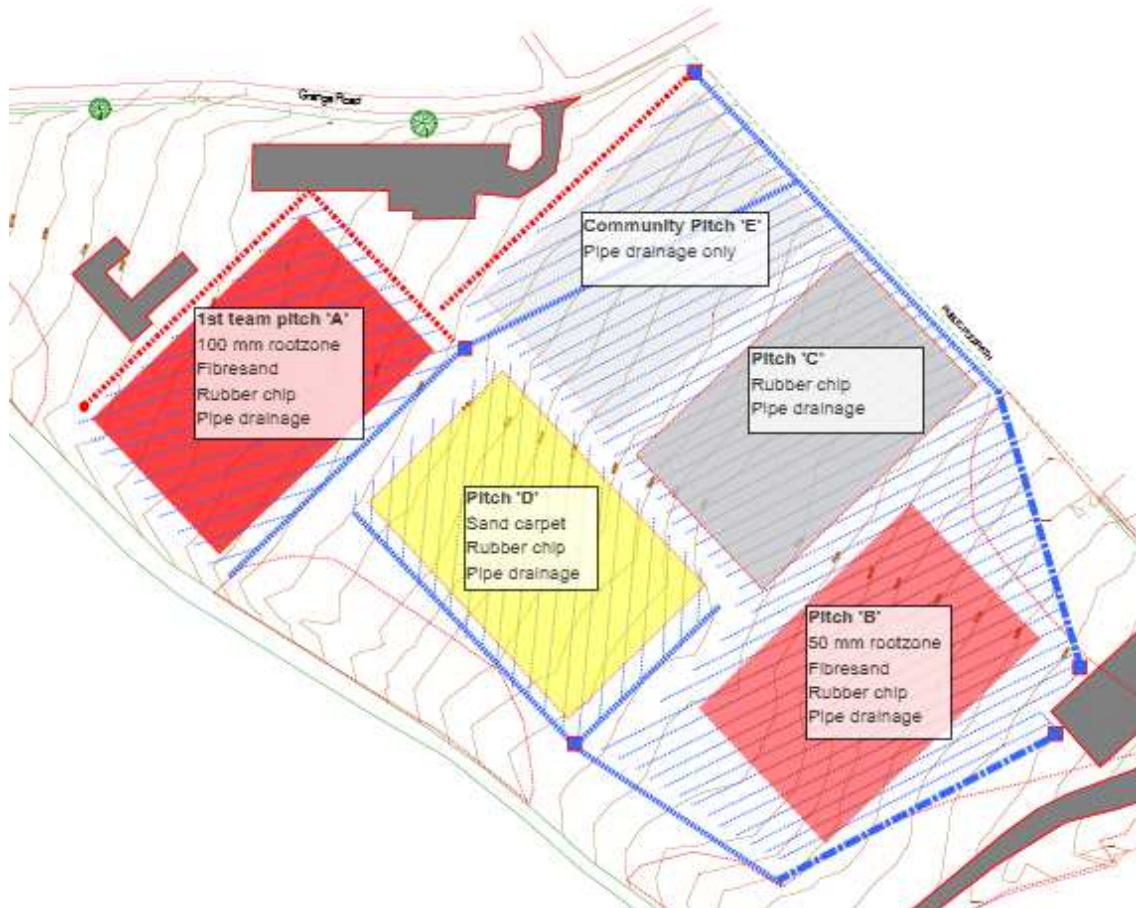 Grange Road
Community Pitch 'E'
Pipe drainage only
1st team pitch 'A'
100 mm rootzone
Fibresand
Rubber chip
Pipe drainage
PUBLIC FOOTPATH
Pitch 'C'
Rubber chip
Pipe drainage
Pitch 'D'
Sand carpet
Rubber chip
Pipe drainage
Pitch 'B'
50 mm rootzone
Fibresand
Rubber chip
Pipe drainage